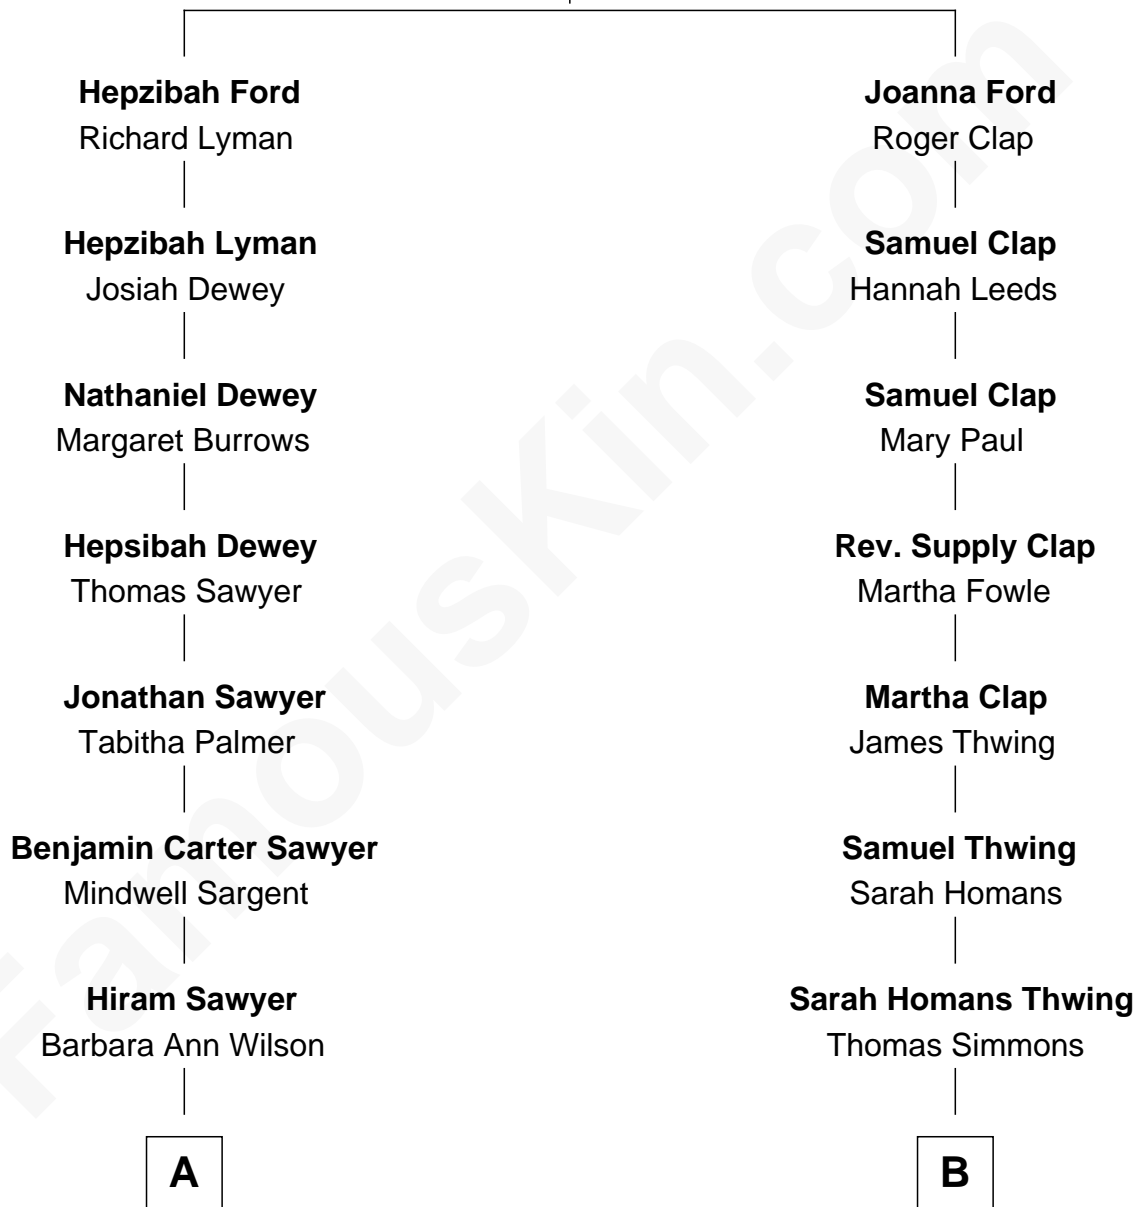 Hepzibah Ford
Richard Lyman
Hepzibah Lyman
Josiah Dewey
Nathaniel Dewey
Margaret Burrows
Hepsibah Dewey
Thomas Sawyer
Jonathan Sawyer
Tabitha Palmer
Benjamin Carter Sawyer
Mindwell Sargent
Hiram Sawyer
Barbara Ann Wilson
A
Joanna Ford
Roger Clap
Samuel Clap
Hannah Leeds
Samuel Clap
Mary Paul
Rev. Supply Clap
Martha Fowle
Martha Clap
James Thwing
Samuel Thwing
Sarah Homans
Sarah Homans Thwing
Thomas Simmons
B
FamousKin.com